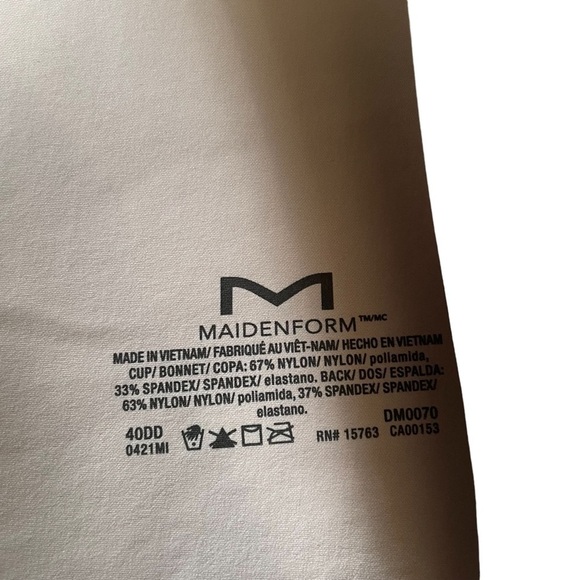 M
MAIDENFORM™/MC
MADE IN VIETNAM/ FABRIQUÉ AU VIÊT-NAM/ HECHO EN VIETNAM
CUP/ BONNET/ COPA: 67% NYLON/ NYLON/ poliamida,
33% SPANDEX/ SPANDEX/ elastano. BACK/ DOS/ ESPALDA:
63% NYLON/ NYLON/ poliamida, 37% SPANDEX/ SPANDEX/
elastano.
40DD DM0070
0421MI RN# 15763 CA00153